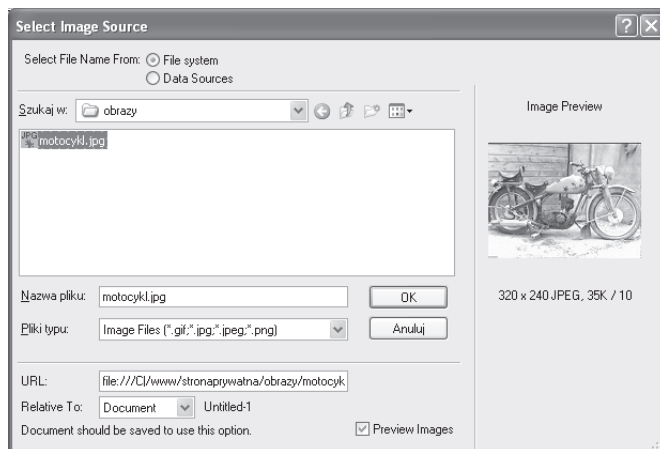 Select Image Source
Select File Name From: File system
Data Sources
Szukaj w: obrazy
JPG motocykl.jpg
Image Preview
Nazwa pliku: motocykl.jpg OK
320 x 240 JPEG, 35K / 10
Pliki typu: Image Files (*.gif;*.jpg;*.jpeg;*.png) Anuluj
URL: file:///C|/www/stronaprywatna/obrazy/motocyk
Relative To: Document Untitled-1
Document should be saved to use this option. Preview Images